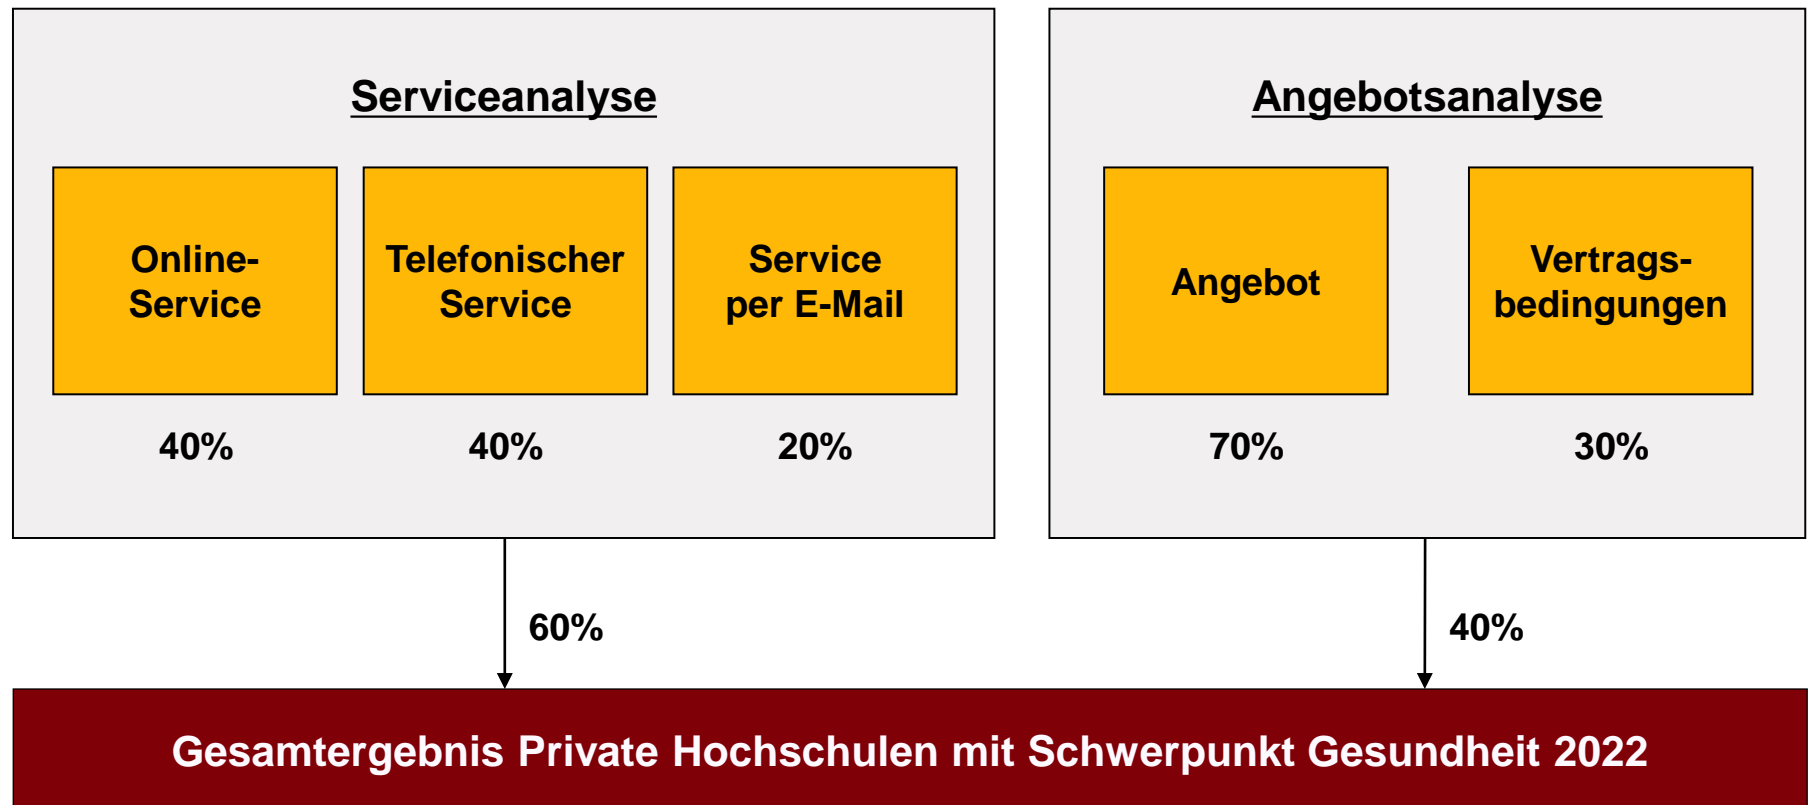 Serviceanalyse
Online-
Service
Telefonischer
Service
Service
per E-Mail
40%
40%
20%
Angebotsanalyse
Angebot
Vertrags-
bedingungen
70%
30%
60%
40%
Gesamtergebnis Private Hochschulen mit Schwerpunkt Gesundheit 2022